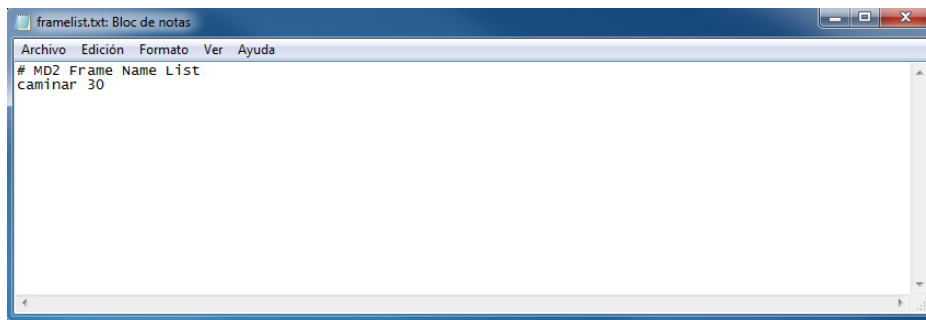 framelist.txt: Bloc de notas
Archivo Edición Formato Ver Ayuda
# MD2 Frame Name List
caminar 30